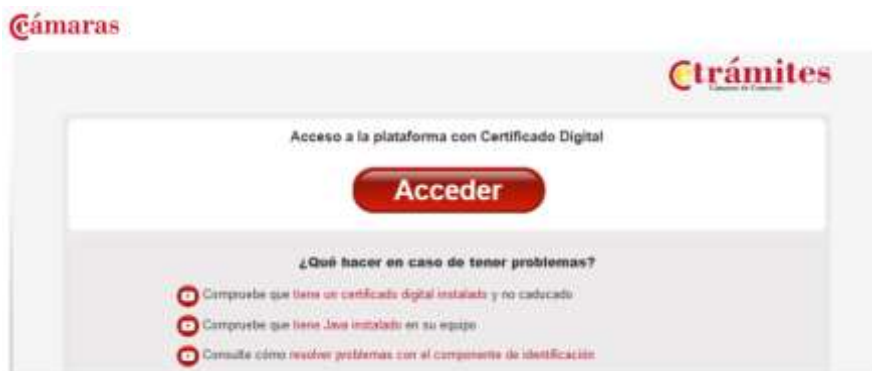 Cámaras
etrámites
Cámaras de Comercio
Acceso a la plataforma con Certificado Digital
Acceder
¿Qué hacer en caso de tener problemas?
Compruebe que tiene un certificado digital instalado y no caducado
Compruebe que tiene Java instalado en su equipo
Consulte cómo resolver problemas con el componente de identificación